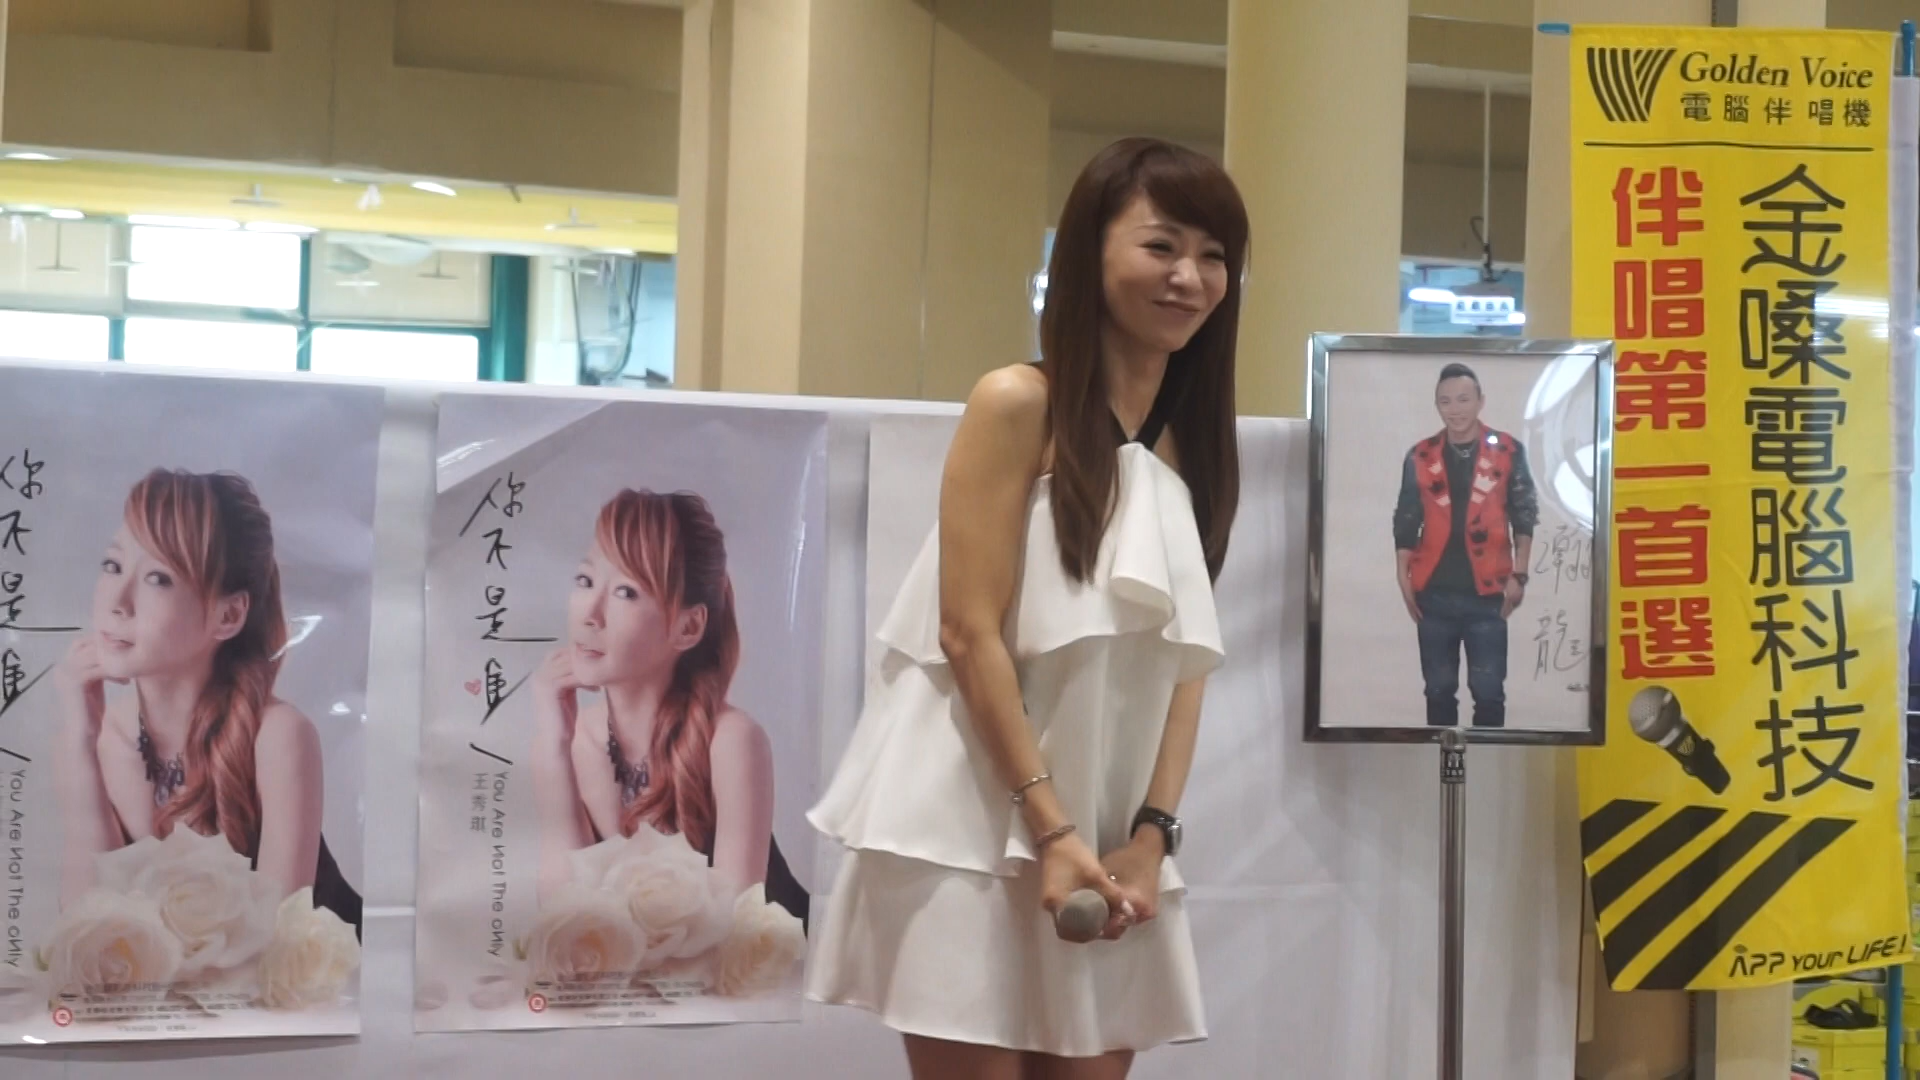 你不是唯一
You Are Not The Only
你不是唯一
You Are Not The Only
王秀琪
Golden Voice
電腦伴唱機
金嗓電腦科技
伴唱第一首選
APP YOUR LIFE!